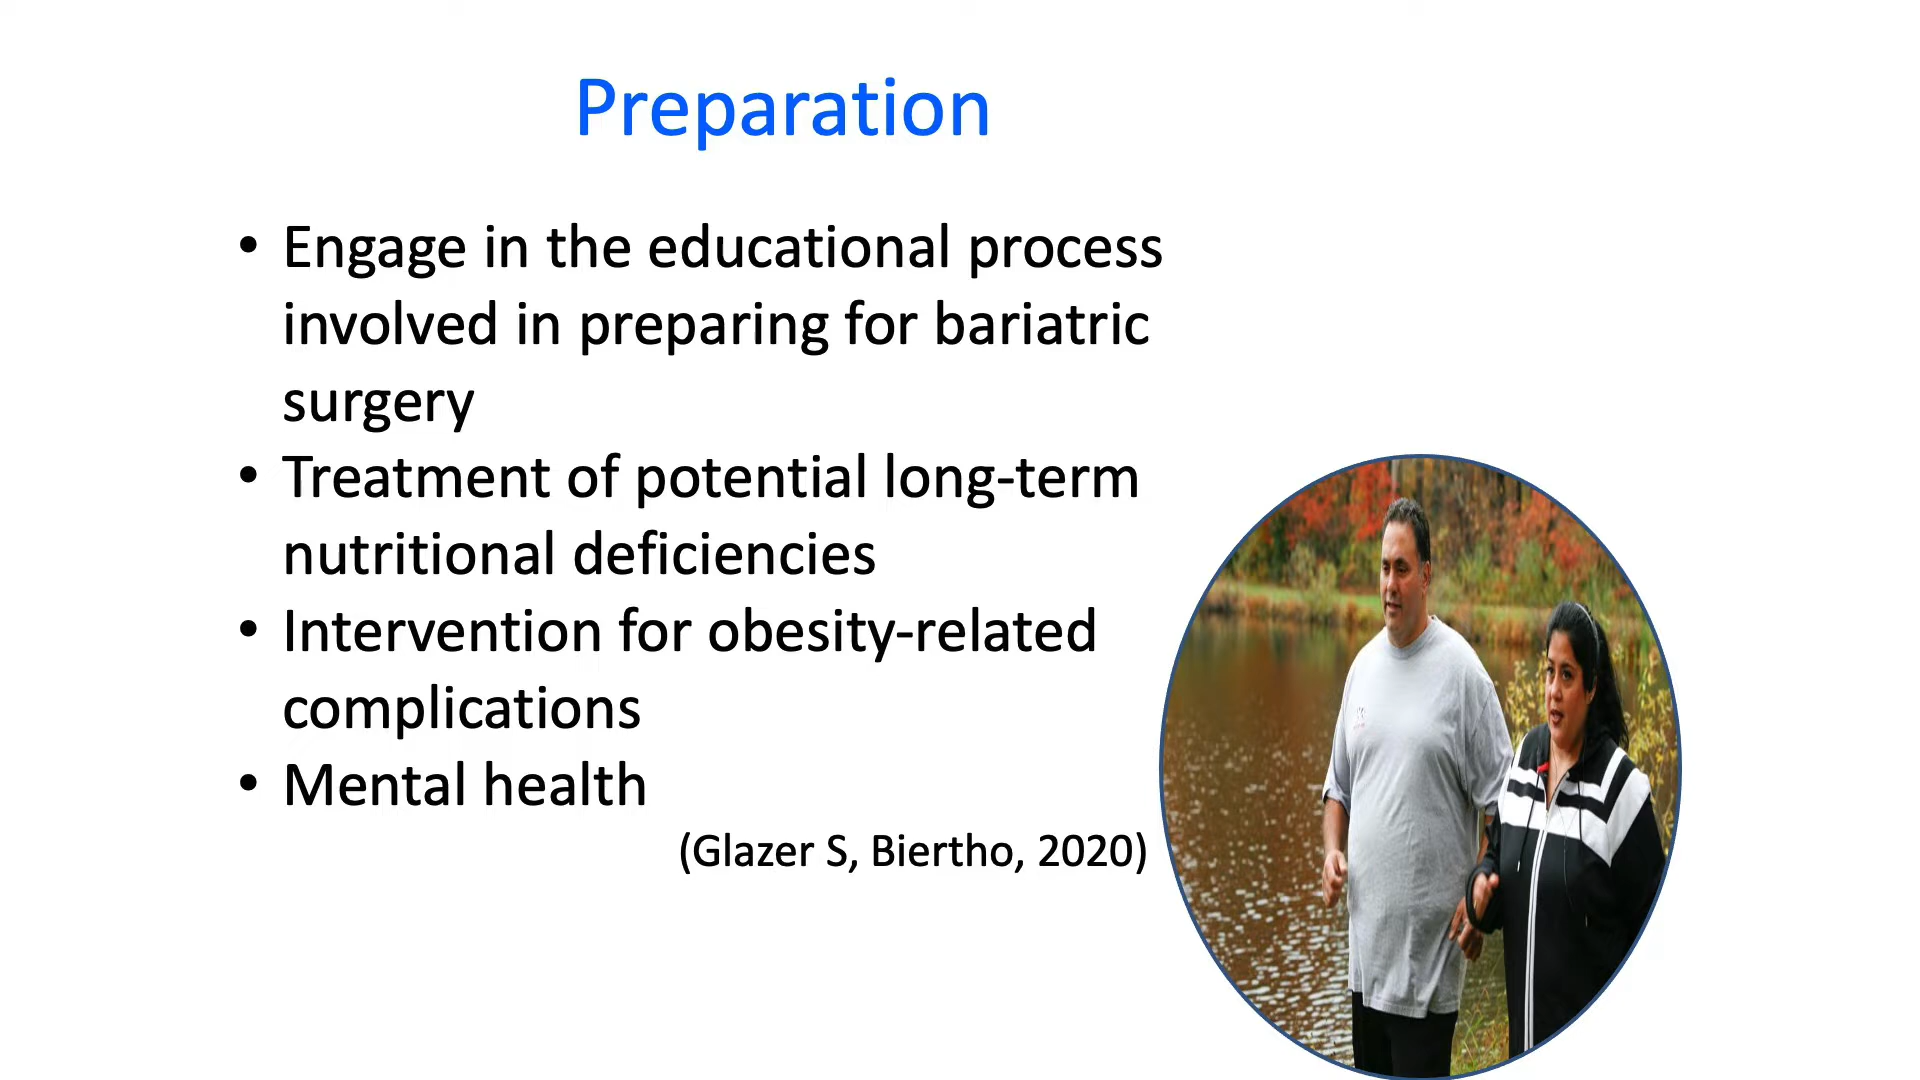 Preparation
• Engage in the educational process
involved in preparing for bariatric
surgery
• Treatment of potential long-term
nutritional deficiencies
• Intervention for obesity-related
complications
• Mental health
(Glazer S, Biertho, 2020)